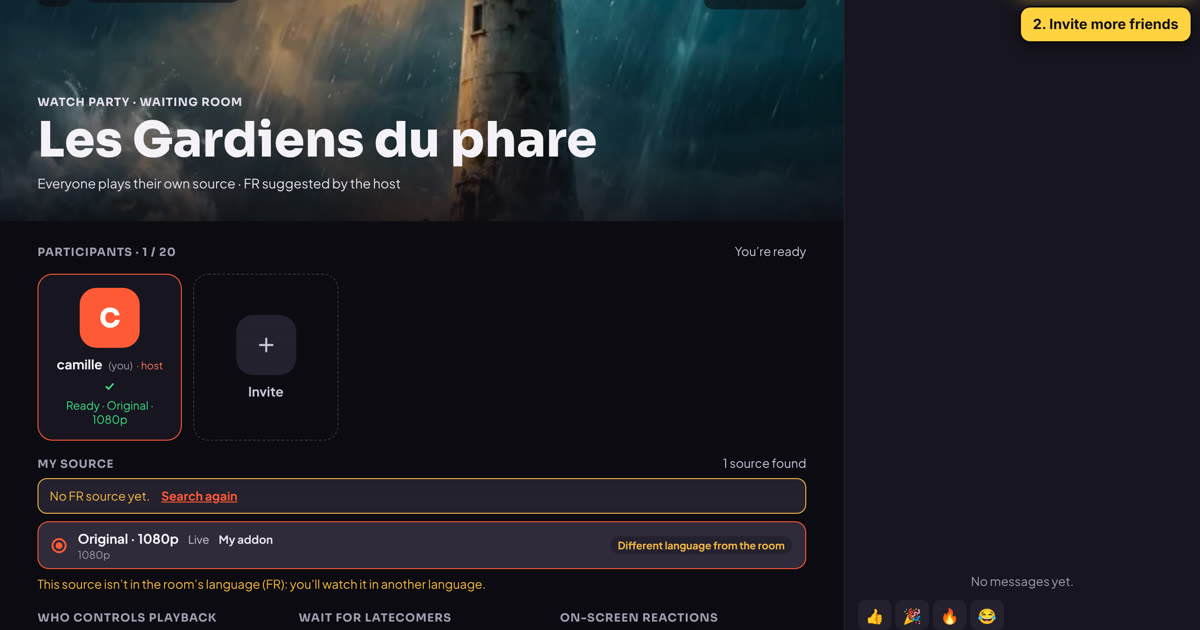 2. Invite more friends
WATCH PARTY · WAITING ROOM
Les Gardiens du phare
Everyone plays their own source · FR suggested by the host
PARTICIPANTS · 1 / 20
You're ready
C
camille (you) · host
Ready · Original ·
1080p
Invite
MY SOURCE
1 source found
No FR source yet. Search again
Original · 1080p Live My addon
1080p
Different language from the room
This source isn't in the room's language (FR): you'll watch it in another language.
WHO CONTROLS PLAYBACK
WAIT FOR LATECOMERS
ON-SCREEN REACTIONS
No messages yet.